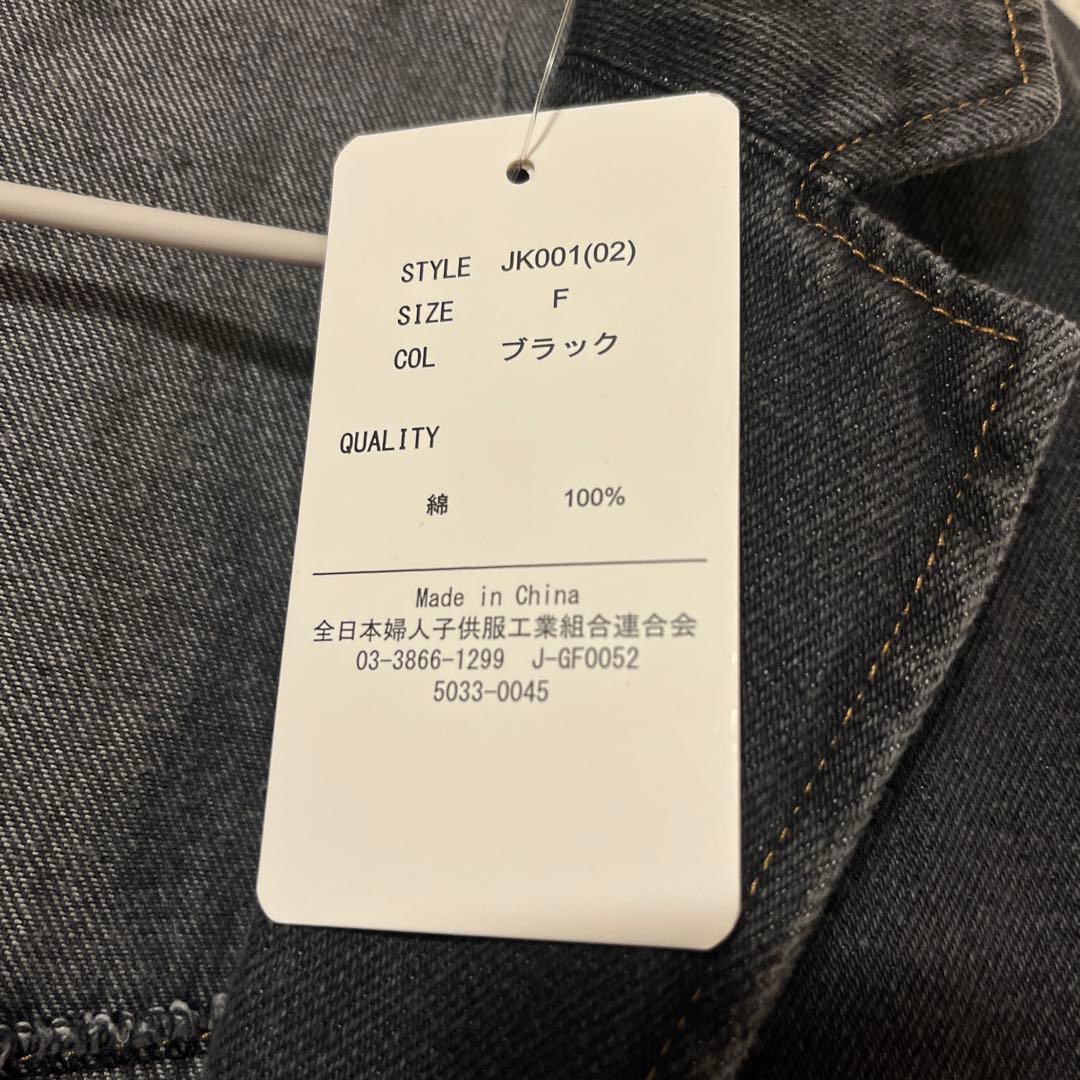 STYLE JK001(02)
SIZE F
COL ブラック
QUALITY
綿 100%
Made in China
全日本婦人子供服工業組合連合会
03-3866-1299 J-GF0052
5033-0045